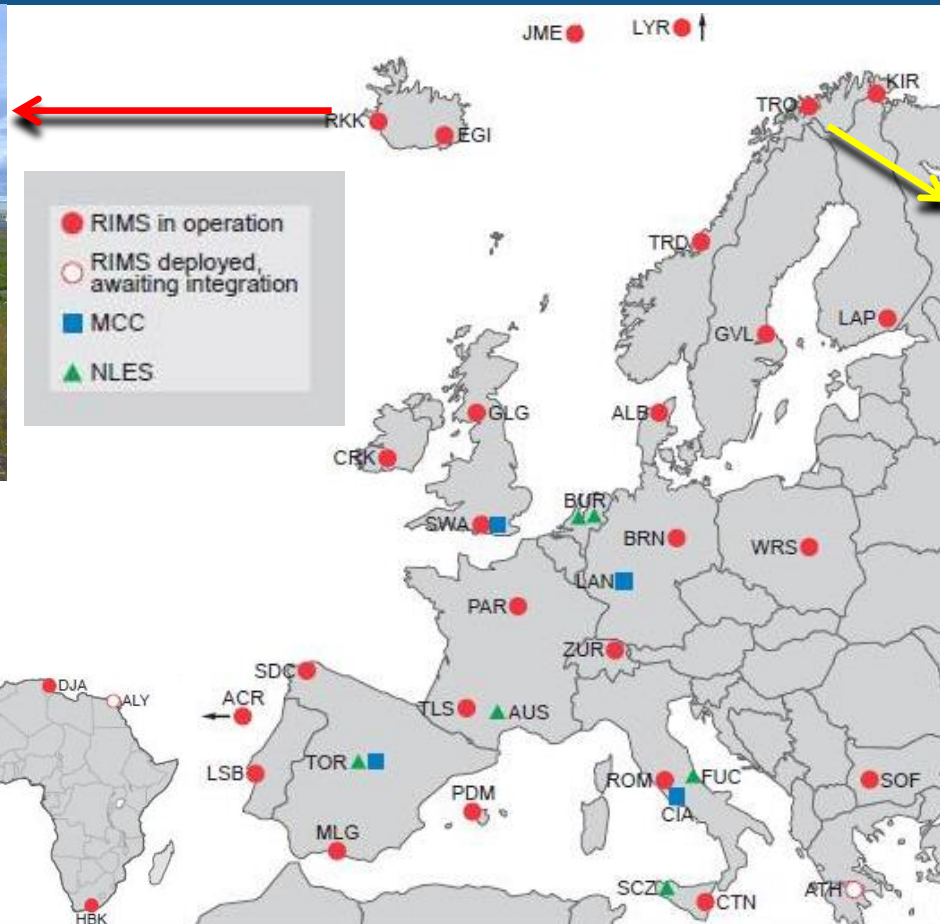 JME
LYR
KIR
TRO
RKK
EGI
RIMS in operation
RIMS deployed,
awaiting integration
MCC
NLES
TRD
LAP
GVL
GLG
ALB
CRK
BUR
SWA
BRN
WRS
LAN
PAR
ZUR
SDC
DJA
ALY
ACR
TLS
AUS
TOR
LSB
ROM
FUC
SOF
PDM
CIA
MLG
SCZ
ATH
CTN
HBK